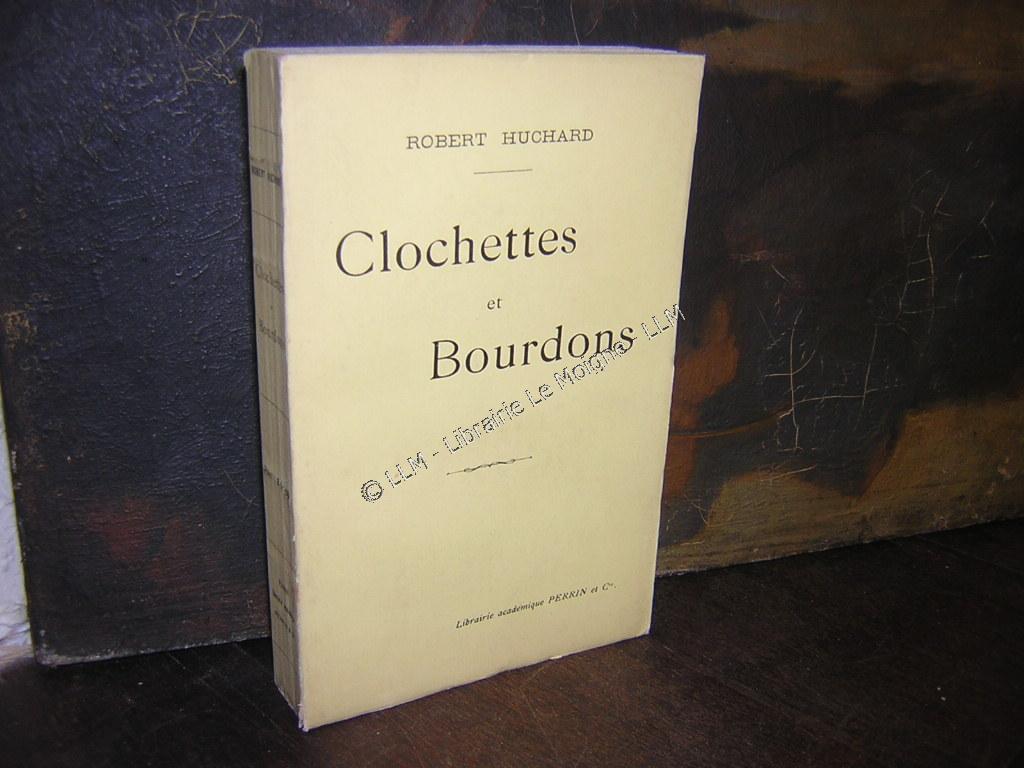 ROBERT HUCHARD
Clochettes
et
Bourdons
© LLM - Librairie Le Moigne - LLM
Librairie académique PERRIN et Cie.